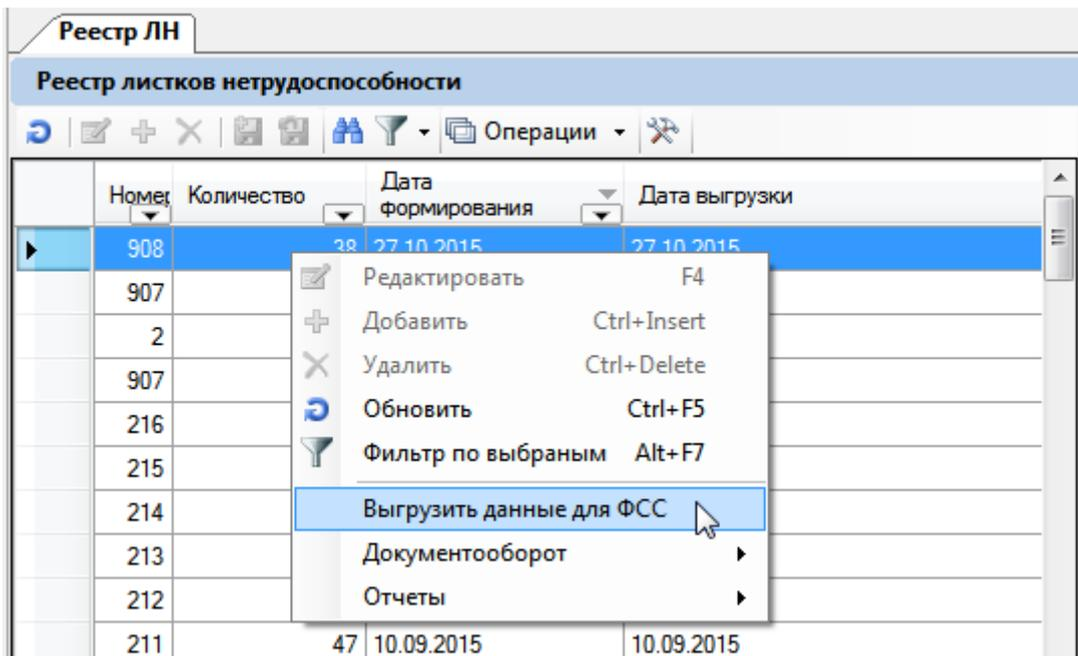 Реестр ЛН
Реестр листков нетрудоспособности
Операции
Номер Количество Дата формирования Дата выгрузки
908 38 27.10.2015 27.10.2015
907
2
907
216
215
214
213
212
211 47 10.09.2015 10.09.2015
Редактировать F4
Добавить Ctrl+Insert
Удалить Ctrl+Delete
Обновить Ctrl+F5
Фильтр по выбраным Alt+F7
Выгрузить данные для ФСС
Документооборот
Отчеты